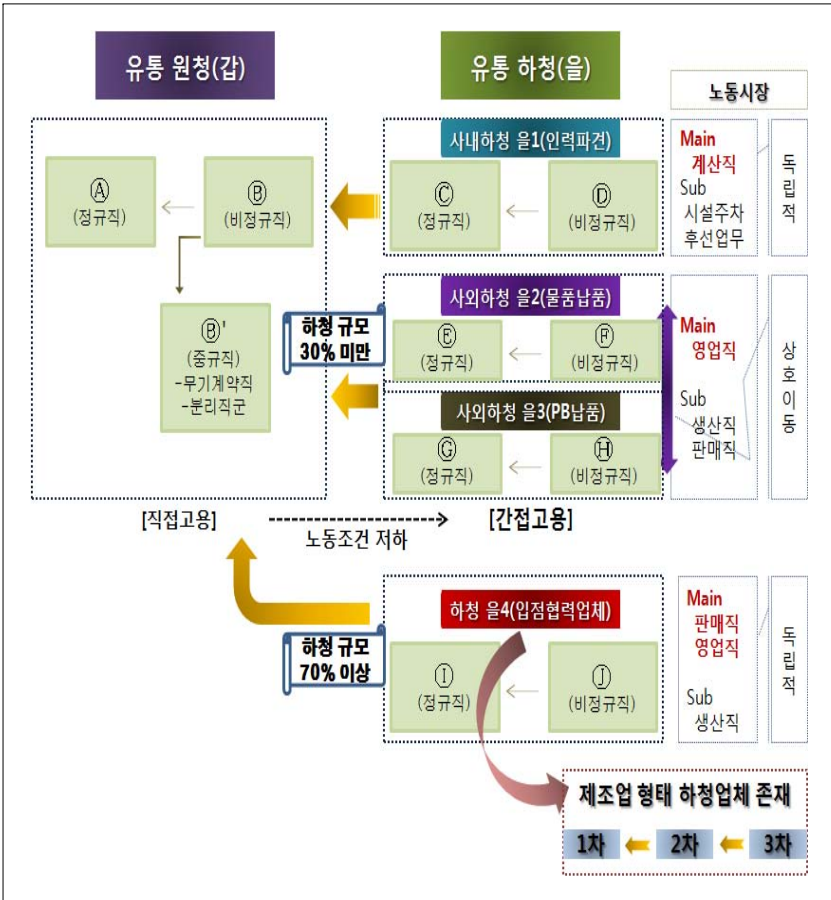 유통 원청(갑)
유통 하청(을)
노동시장
Ⓐ
(정규직)
Ⓑ
(비정규직)
Ⓑ'
(중규직)
-무기계약직
-분리직군
사내하청 을1(인력파견)
Ⓒ
(정규직)
Ⓓ
(비정규직)
Main
계산직
Sub
시설주차
후선업무
독립적
하청 규모
30% 미만
사외하청 을2(물품납품)
Ⓔ
(정규직)
Ⓕ
(비정규직)
사외하청 을3(PB납품)
Ⓖ
(정규직)
Ⓗ
(비정규직)
Main
영업직
Sub
생산직
판매직
상호이동
[직접고용]
노동조건 저하
[간접고용]
하청 규모
70% 이상
하청 을4(입점협력업체)
Ⓘ
(정규직)
Ⓙ
(비정규직)
Main
판매직
영업직
Sub
생산직
독립적
제조업 형태 하청업체 존재
1차
2차
3차